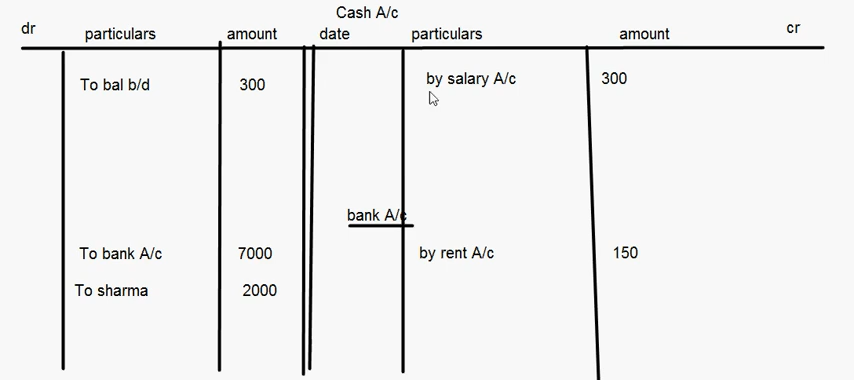 Cash A/c
dr particulars amount date particulars amount cr
To bal b/d 300 by salary A/c 300
bank A/c
To bank A/c 7000 by rent A/c 150
To sharma 2000